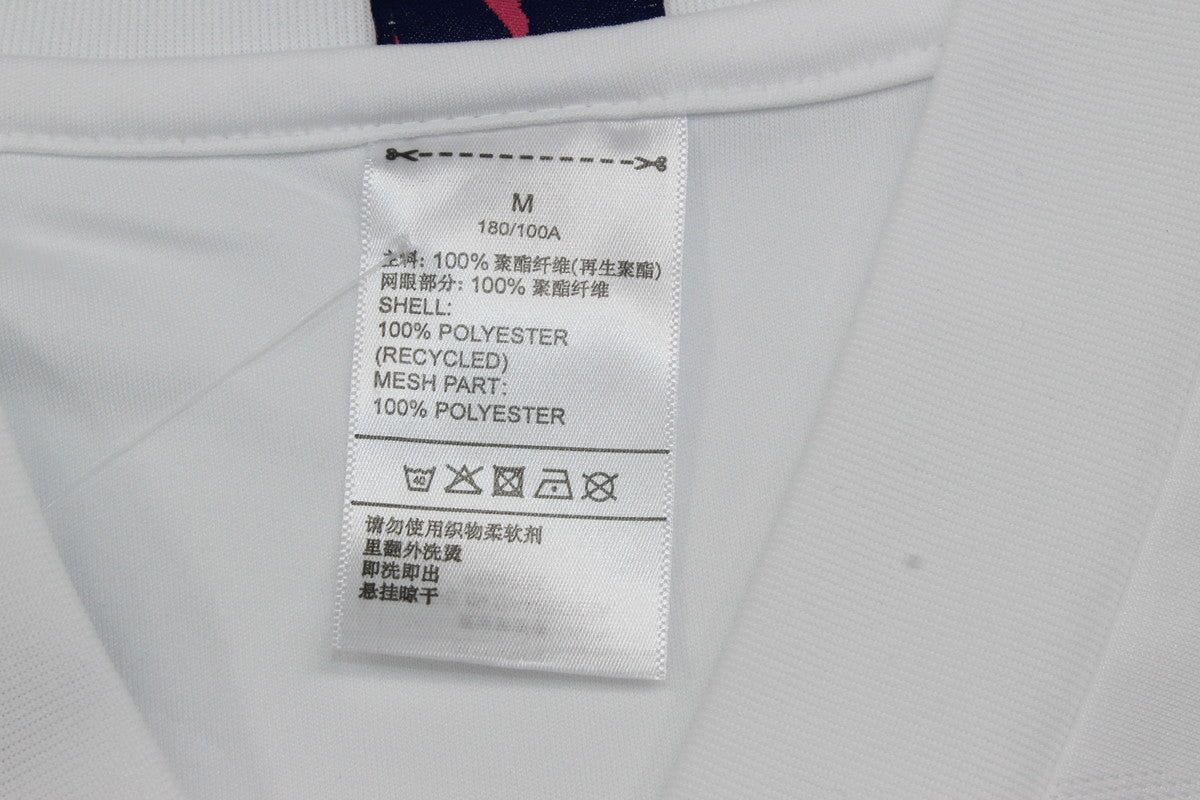 M
180/100A
主料: 100% 聚酯纤维(再生聚酯)
网眼部分: 100% 聚酯纤维
SHELL:
100% POLYESTER
(RECYCLED)
MESH PART:
100% POLYESTER
40
请勿使用织物柔软剂
里翻外洗烫
即洗即出
悬挂晾干